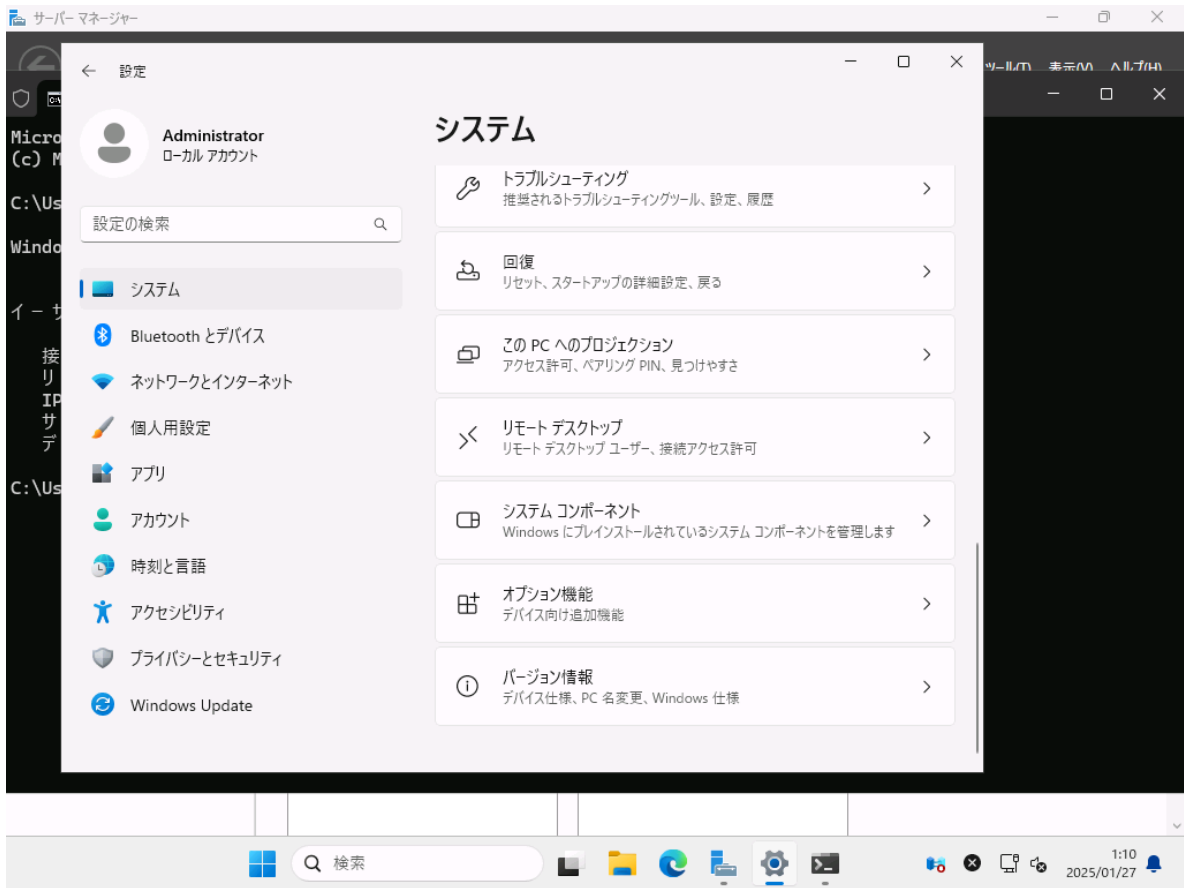 サーバー マネージャー
ツール(T) 表示(V) ヘルプ(H)
設定
Administrator
ローカル アカウント
設定の検索
システム
Bluetooth とデバイス
ネットワークとインターネット
個人用設定
アプリ
アカウント
時刻と言語
アクセシビリティ
プライバシーとセキュリティ
Windows Update
システム
トラブルシューティング
推奨されるトラブルシューティングツール、設定、履歴
回復
リセット、スタートアップの詳細設定、戻る
この PC へのプロジェクション
アクセス許可、ペアリング PIN、見つけやすさ
リモート デスクトップ
リモート デスクトップ ユーザー、接続アクセス許可
システム コンポーネント
Windows にプレインストールされているシステム コンポーネントを管理します
オプション機能
デバイス向け追加機能
バージョン情報
デバイス仕様、PC 名変更、Windows 仕様
Micro
(c) M
C:\Us
Windo
イーサ
接
リ
IP
サ
デ
C:\Us
検索
1:10
2025/01/27